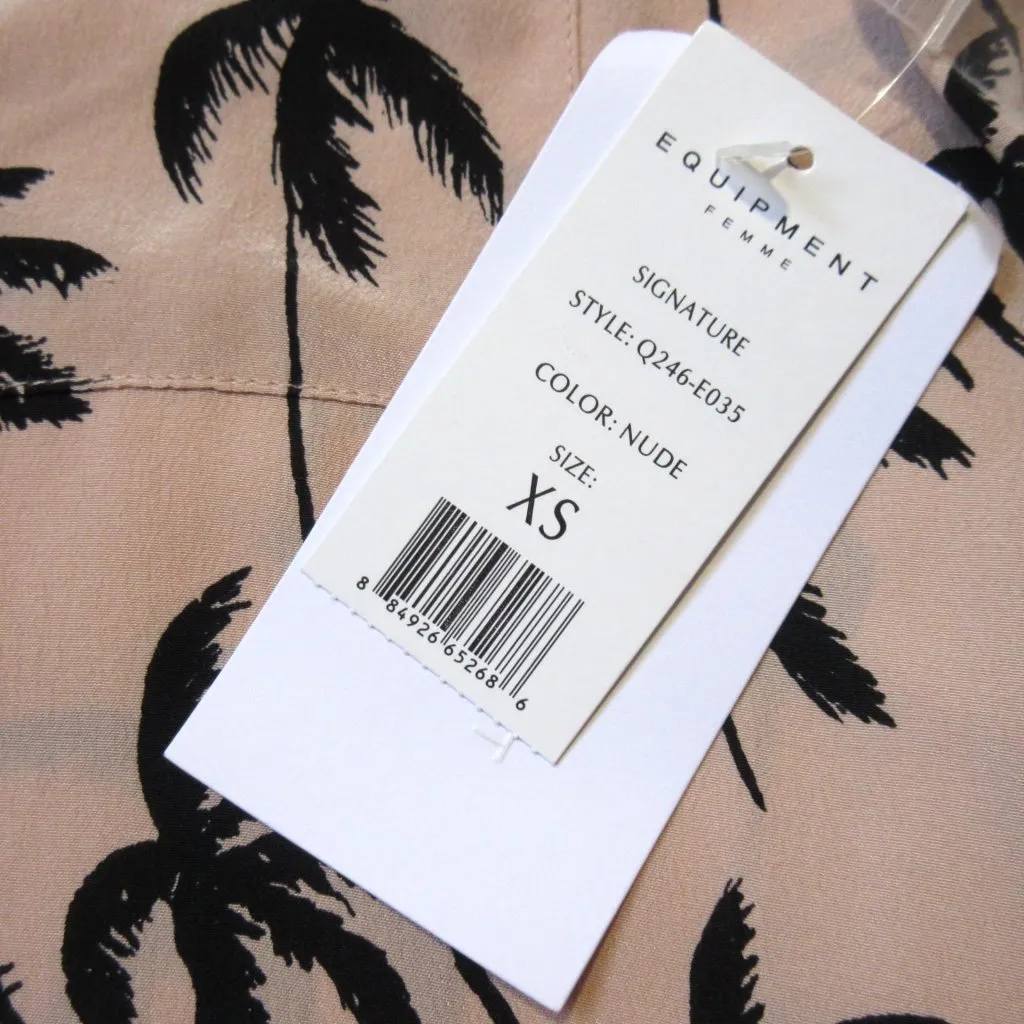 EQUIPMENT
FEMME
SIGNATURE
STYLE: Q246-E035
COLOR: NUDE
SIZE:
XS
8 84926 65268 6